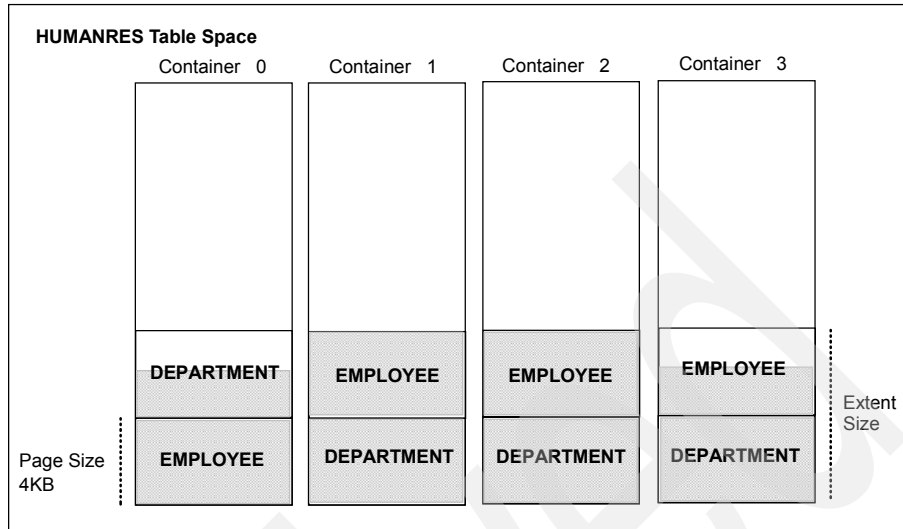 HUMANRES Table Space
Container 0 Container 1 Container 2 Container 3
DEPARTMENT EMPLOYEE EMPLOYEE EMPLOYEE
EMPLOYEE DEPARTMENT DEPARTMENT DEPARTMENT
Page Size
4KB
Extent
Size